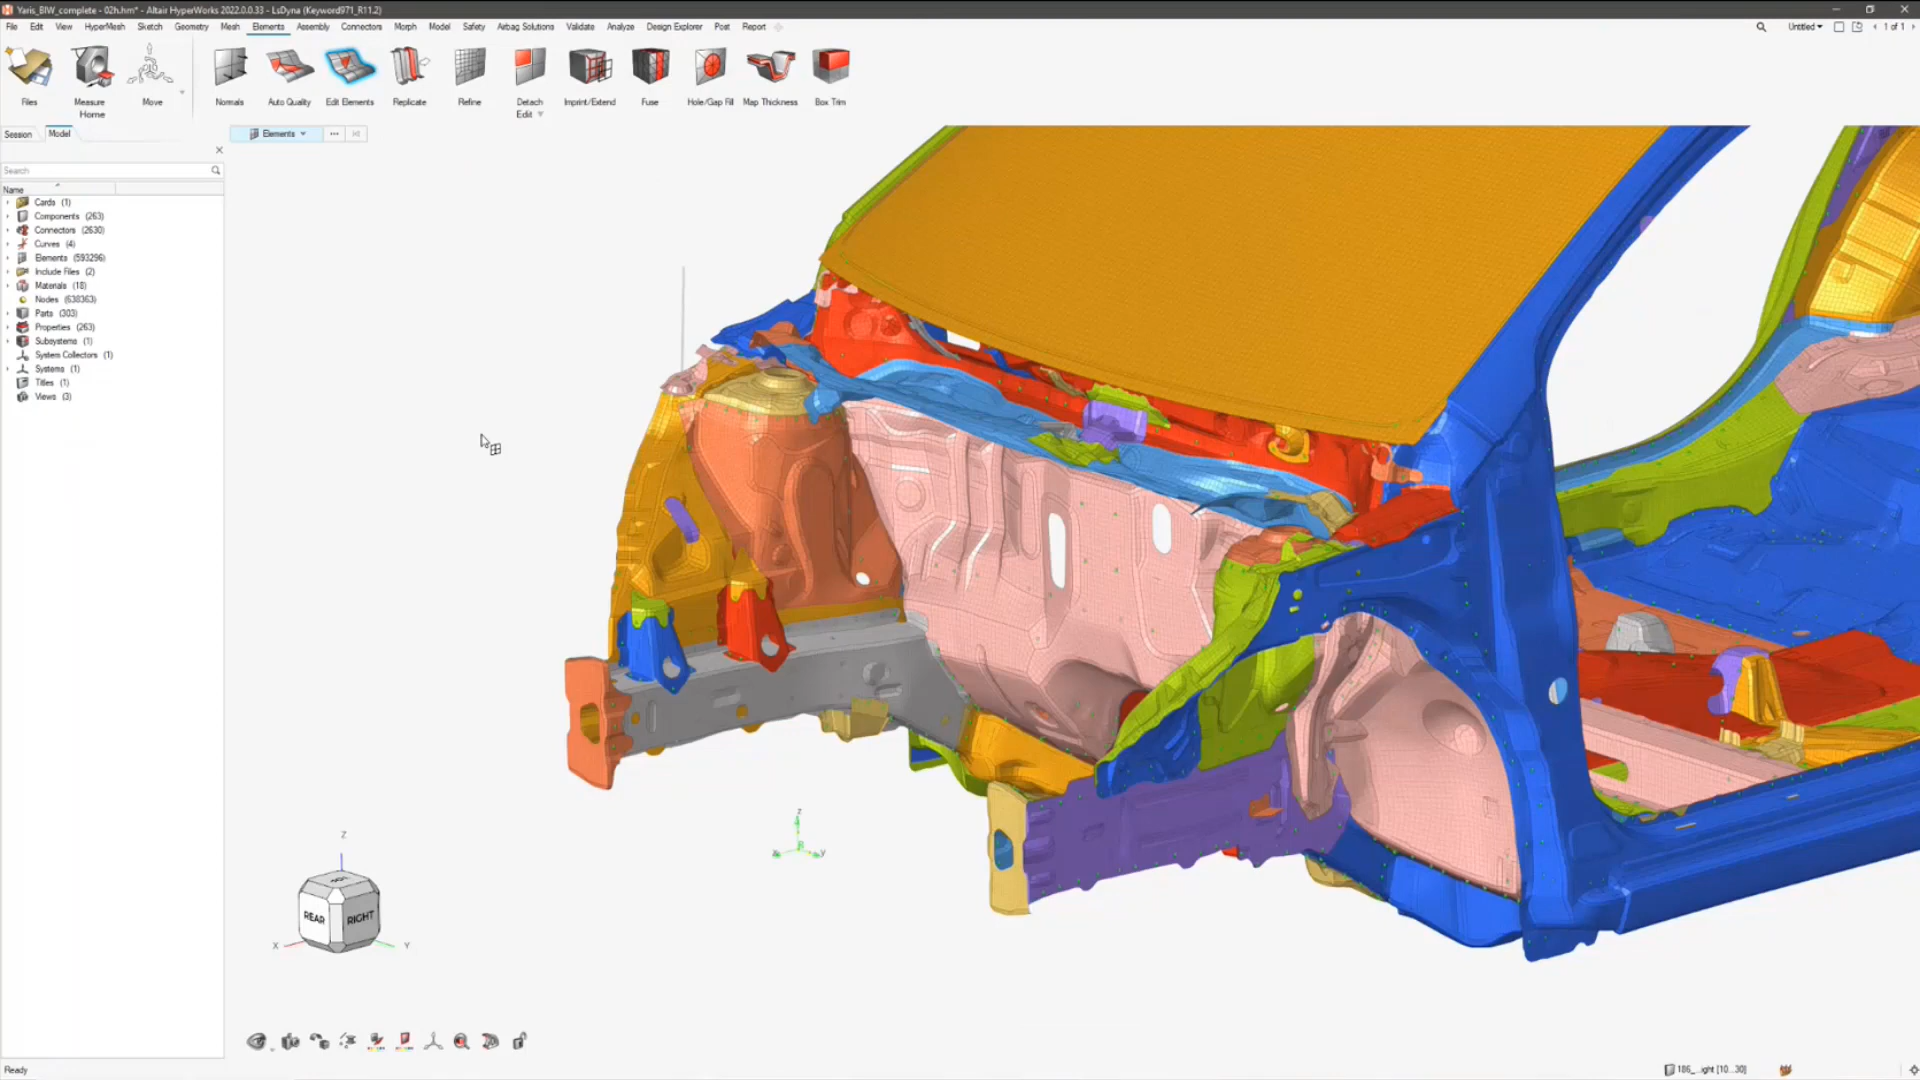 Yaris_BIW_complete - 02h.hm* - Altair HyperWorks 2022.0.0.33 - LsDyna (Keyword971_R11.2)
File Edit View HyperMesh Sketch Geometry Mesh Elements Assembly Connectors Morph Model Safety Airbag Solutions Validate Analyze Design Explorer Post Report Untitled 1 of 1
Files Measure Move Normals Auto Quality Edit Elements Replicate Refine Detach Imprint/Extend Fuse Hole/Gap Fill Map Thickness Box Trim
Home Edit
Session Model Elements
Search
Name
Cards (1)
Components (263)
Connectors (2630)
Curves (4)
Elements (593296)
Include Files (2)
Materials (18)
Nodes (638363)
Parts (303)
Properties (263)
Subsystems (1)
System Collectors (1)
Systems (1)
Titles (1)
Views (3)
Z
X Y
Z
TOP
REAR RIGHT
X Y
Ready
186_...ight [10...30]